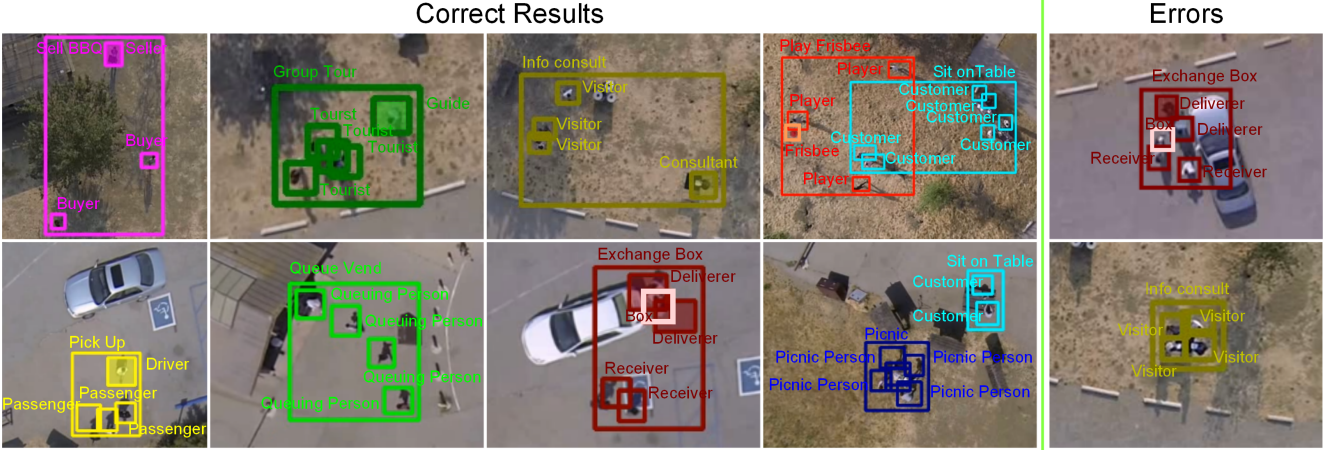 Correct Results
Errors
Sell BBQ Seller
Buyer
Buyer
Group Tour
Guide
Tourist
Tourist
Tourist
Tourist
Info consult
Visitor
Visitor
Visitor
Consultant
Play Frisbee
Player
Sit on Table
Customer
Customer
Player
Customer
Frisbee
Customer
Customer
Customer
Player
Exchange Box
Deliverer
Box
Deliverer
Receiver
Receiver
Pick Up
Driver
Passenger
Passenger
Passenger
Queue Vend
Queuing Person
Queuing Person
Queuing Person
Queuing Person
Exchange Box
Deliverer
Box
Deliverer
Receiver
Receiver
Sit on Table
Customer
Customer
Picnic
Picnic Person
Picnic Person
Picnic Person
Picnic Person
Info consult
Visitor
Visitor
Visitor
Visitor